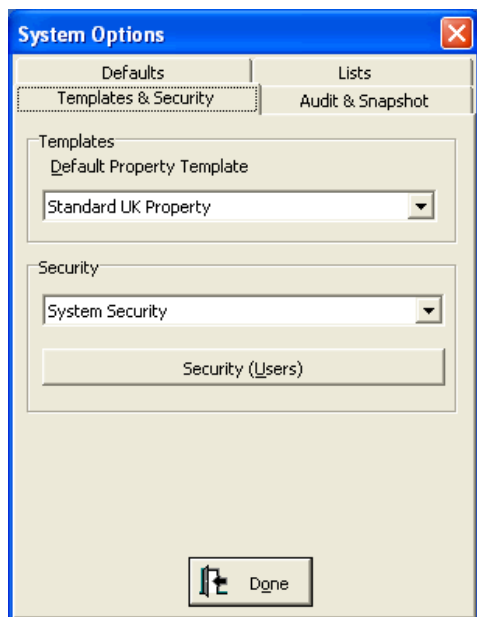 System Options
Defaults Lists
Templates & Security Audit & Snapshot
Templates
Default Property Template
Standard UK Property
Security
System Security
Security (Users)
Done